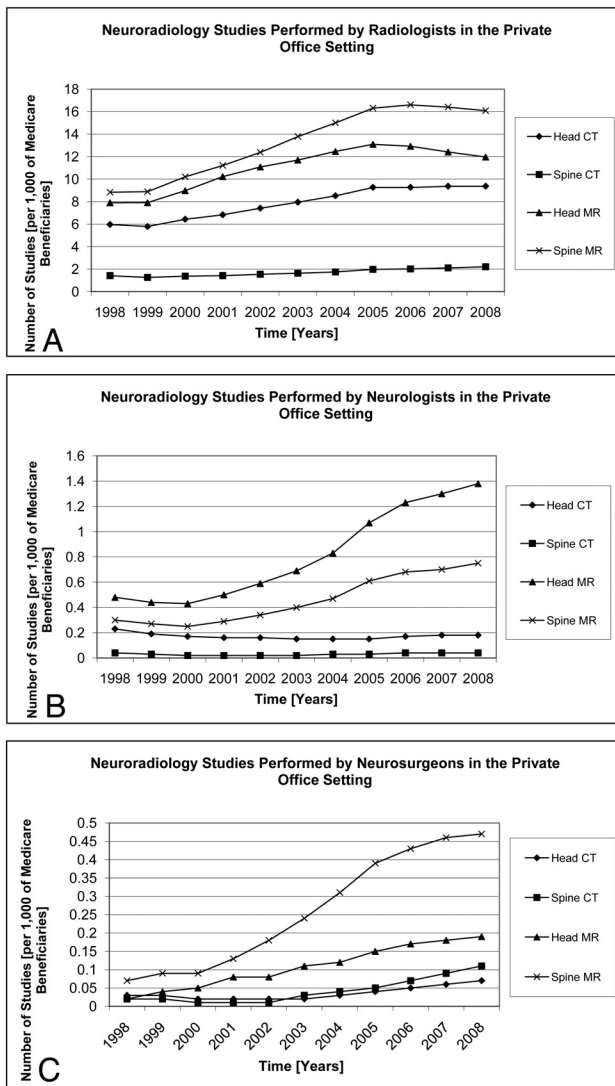 Neuroradiology Studies Performed by Radiologists in the Private
Office Setting
Number of Studies [per 1,000 of Medicare
Beneficiaries]
18
16
14
12
10
8
6
4
2
0
1998 1999 2000 2001 2002 2003 2004 2005 2006 2007 2008
Time [Years]
Head CT
Spine CT
Head MR
Spine MR
A
Neuroradiology Studies Performed by Neurologists in the Private
Office Setting
Number of Studies [per 1,000 of Medicare
Beneficiaries]
1.6
1.4
1.2
1
0.8
0.6
0.4
0.2
0
1998 1999 2000 2001 2002 2003 2004 2005 2006 2007 2008
Time [Years]
Head CT
Spine CT
Head MR
Spine MR
B
Neuroradiology Studies Performed by Neurosurgeons in the Private
Office Setting
Number of Studies [per 1,000 of Medicare
Beneficiaries]
0.5
0.45
0.4
0.35
0.3
0.25
0.2
0.15
0.1
0.05
0
1998 1999 2000 2001 2002 2003 2004 2005 2006 2007 2008
Time [Years]
Head CT
Spine CT
Head MR
Spine MR
C